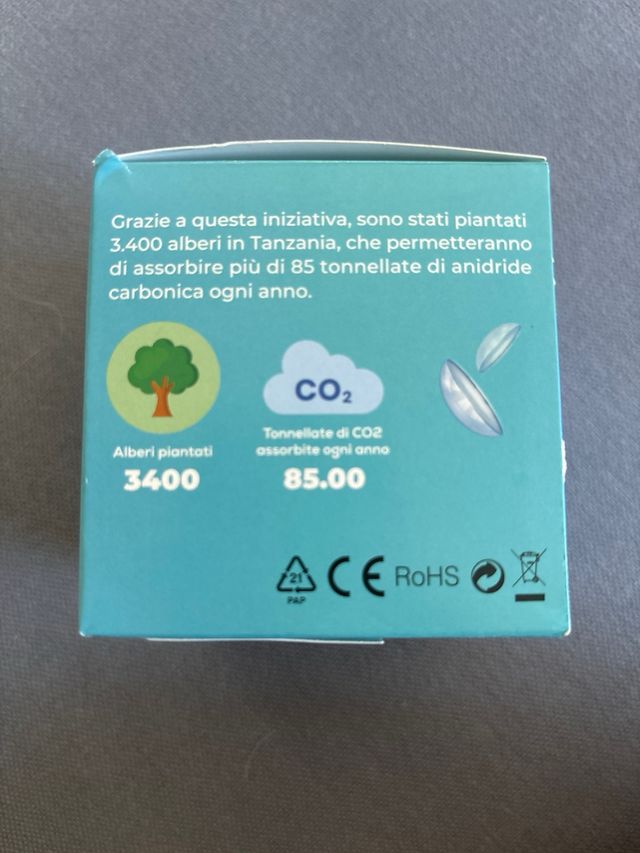 Grazie a questa iniziativa, sono stati piantati
3.400 alberi in Tanzania, che permetteranno
di assorbire più di 85 tonnellate di anidride
carbonica ogni anno.
CO₂
Alberi piantati
3400
Tonnellate di CO2
assorbite ogni anno
85.00
21
PAP
CE
RoHS